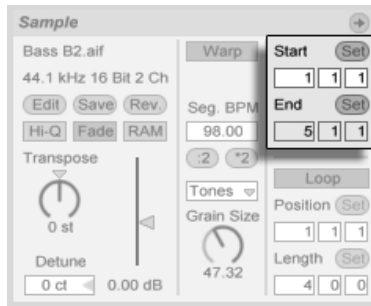 Sample
Bass B2.aif
44.1 kHz 16 Bit 2 Ch
Edit Save Rev.
Hi-Q Fade RAM
Transpose
0 st
Detune
0 ct 0.00 dB
Warp
Seg. BPM
98.00
:2 *2
Tones
Grain Size
47.32
Start Set
1 1 1
End Set
5 1 1
Loop
Position Set
1 1 1
Length Set
4 0 0